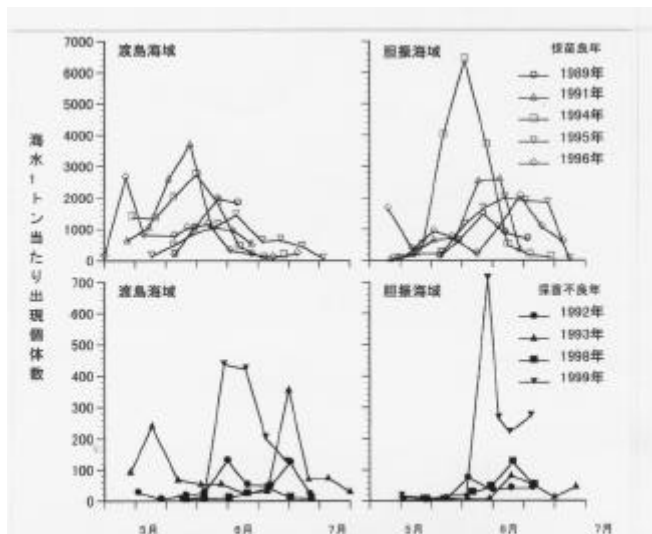 渡島海域
胆振海域
採苗良年
1989年
1991年
1994年
1995年
1996年
7000
6000
5000
4000
3000
2000
1000
0
海水1トン当たり出現個体数
渡島海域
胆振海域
採苗不良年
1992年
1993年
1998年
1999年
700
600
500
400
300
200
100
0
5月
6月
7月
5月
6月
7月